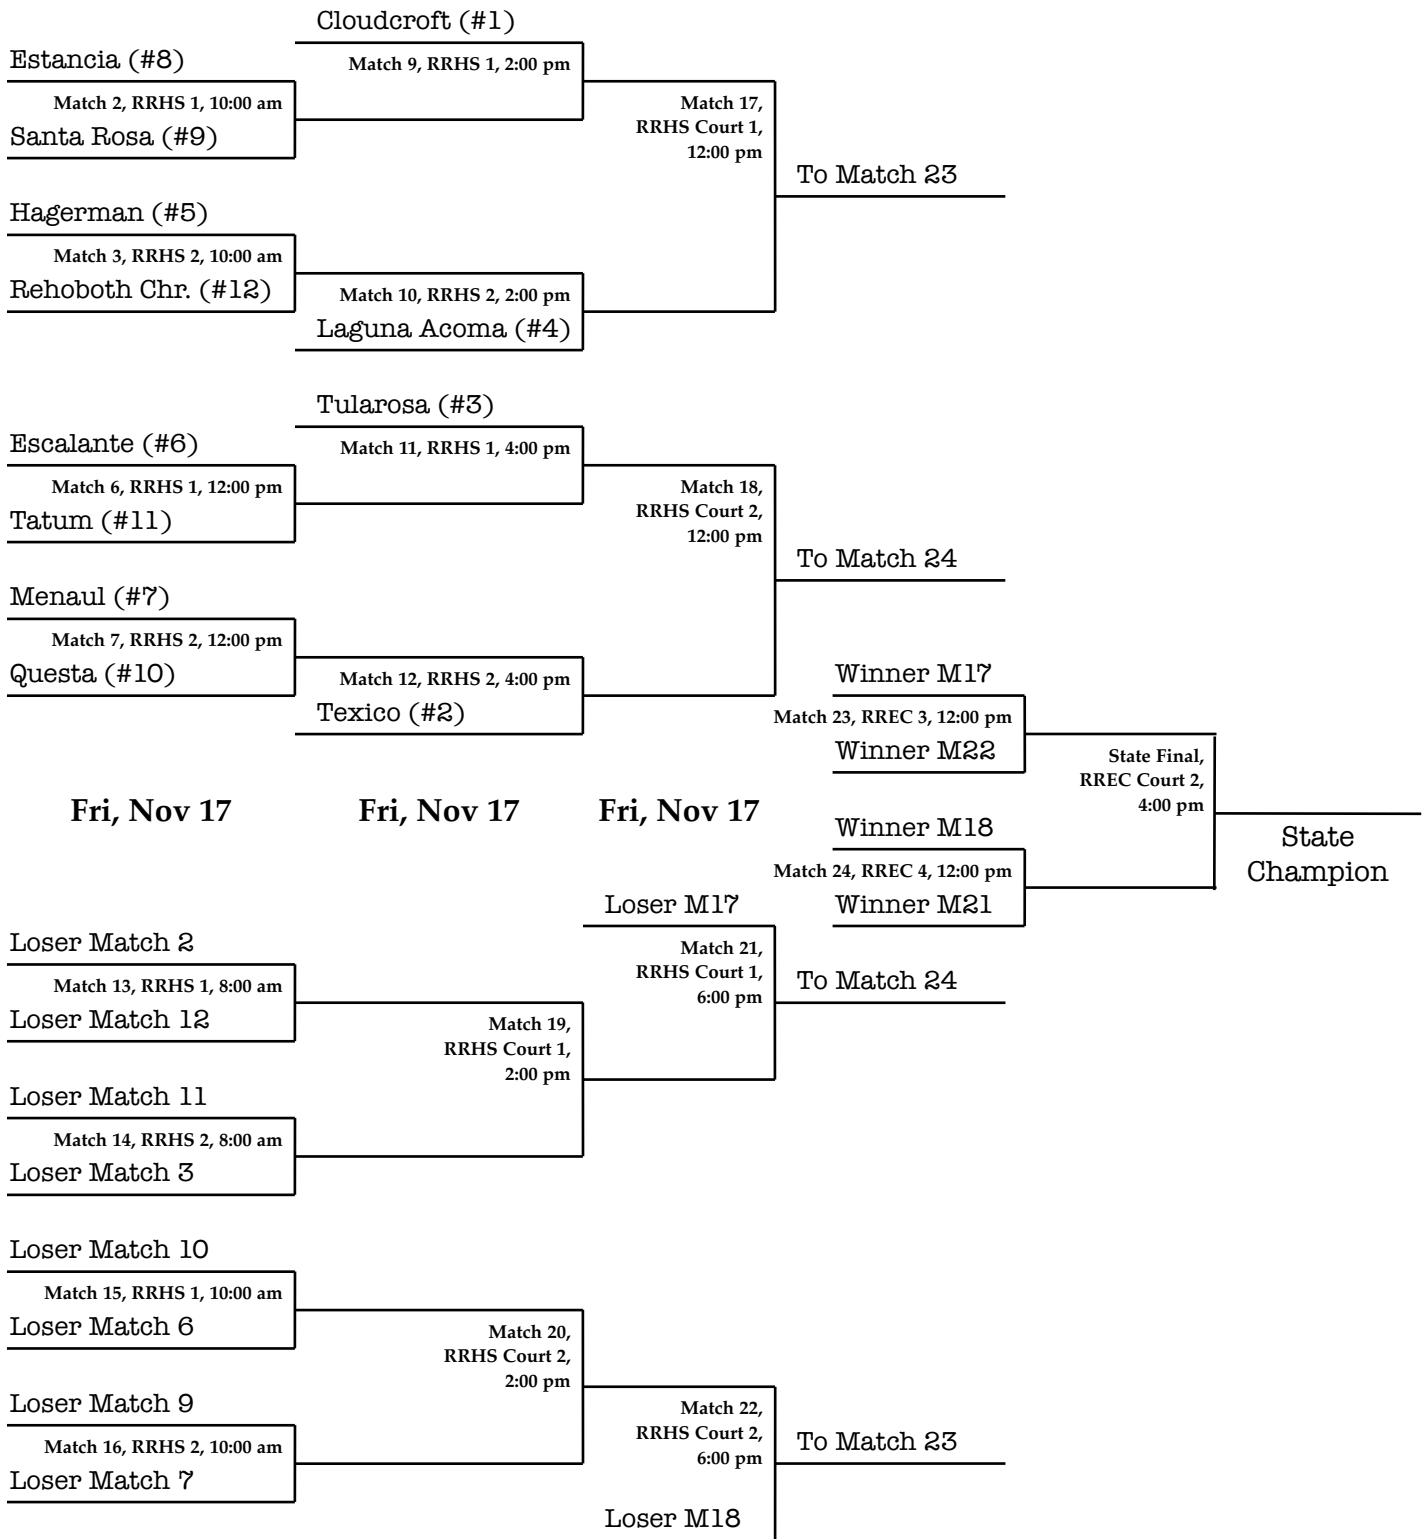 Cloudcroft (#1)
Estancia (#8)
Match 9, RRHS 1, 2:00 pm
Match 2, RRHS 1, 10:00 am
Santa Rosa (#9)
Match 17,
RRHS Court 1,
12:00 pm
To Match 23
Hagerman (#5)
Match 3, RRHS 2, 10:00 am
Rehoboth Chr. (#12)
Match 10, RRHS 2, 2:00 pm
Laguna Acoma (#4)
Tularosa (#3)
Escalante (#6)
Match 11, RRHS 1, 4:00 pm
Match 6, RRHS 1, 12:00 pm
Tatum (#11)
Match 18,
RRHS Court 2,
12:00 pm
To Match 24
Menaul (#7)
Match 7, RRHS 2, 12:00 pm
Questa (#10)
Match 12, RRHS 2, 4:00 pm
Texico (#2)
Winner M17
Match 23, RREC 3, 12:00 pm
Winner M22
State Final,
RREC Court 2,
4:00 pm
Fri, Nov 17
Fri, Nov 17
Fri, Nov 17
Winner M18
Match 24, RREC 4, 12:00 pm
Winner M21
State
Champion
Loser M17
Loser Match 2
Match 13, RRHS 1, 8:00 am
Loser Match 12
Match 21,
RRHS Court 1,
6:00 pm
To Match 24
Match 19,
RRHS Court 1,
2:00 pm
Loser Match 11
Match 14, RRHS 2, 8:00 am
Loser Match 3
Loser Match 10
Match 15, RRHS 1, 10:00 am
Loser Match 6
Match 20,
RRHS Court 2,
2:00 pm
Loser Match 9
Match 16, RRHS 2, 10:00 am
Loser Match 7
Match 22,
RRHS Court 2,
6:00 pm
To Match 23
Loser M18